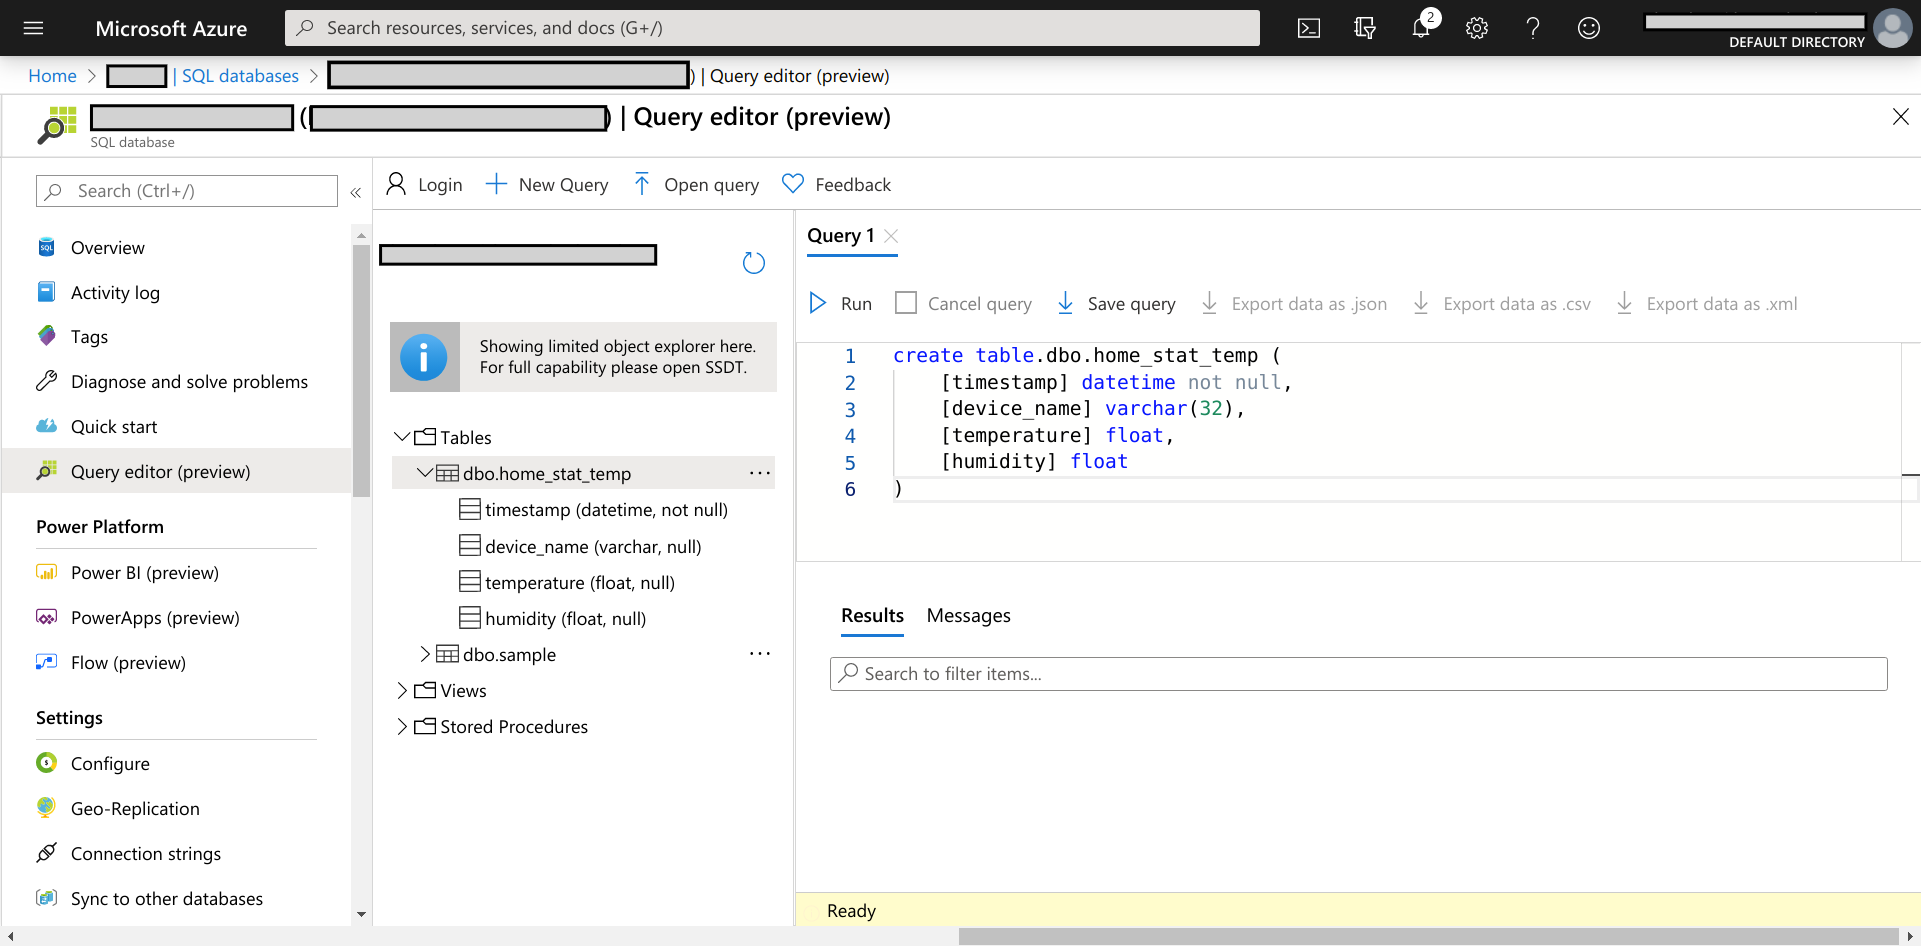 Microsoft Azure
Search resources, services, and docs (G+/)
2
DEFAULT DIRECTORY
Home > | SQL databases > ) | Query editor (preview)
( ) | Query editor (preview)
SQL database
Search (Ctrl+/)
«
Overview
Activity log
Tags
Diagnose and solve problems
Quick start
Query editor (preview)
Power Platform
Power BI (preview)
PowerApps (preview)
Flow (preview)
Settings
Configure
Geo-Replication
Connection strings
Sync to other databases
Login
New Query
Open query
Feedback
Showing limited object explorer here.
For full capability please open SSDT.
Tables
dbo.home_stat_temp ...
timestamp (datetime, not null)
device_name (varchar, null)
temperature (float, null)
humidity (float, null)
dbo.sample ...
Views
Stored Procedures
Query 1
Run
Cancel query
Save query
Export data as .json
Export data as .csv
Export data as .xml
1 create table.dbo.home_stat_temp (
2 [timestamp] datetime not null,
3 [device_name] varchar(32),
4 [temperature] float,
5 [humidity] float
6 )
Results Messages
Search to filter items...
Ready